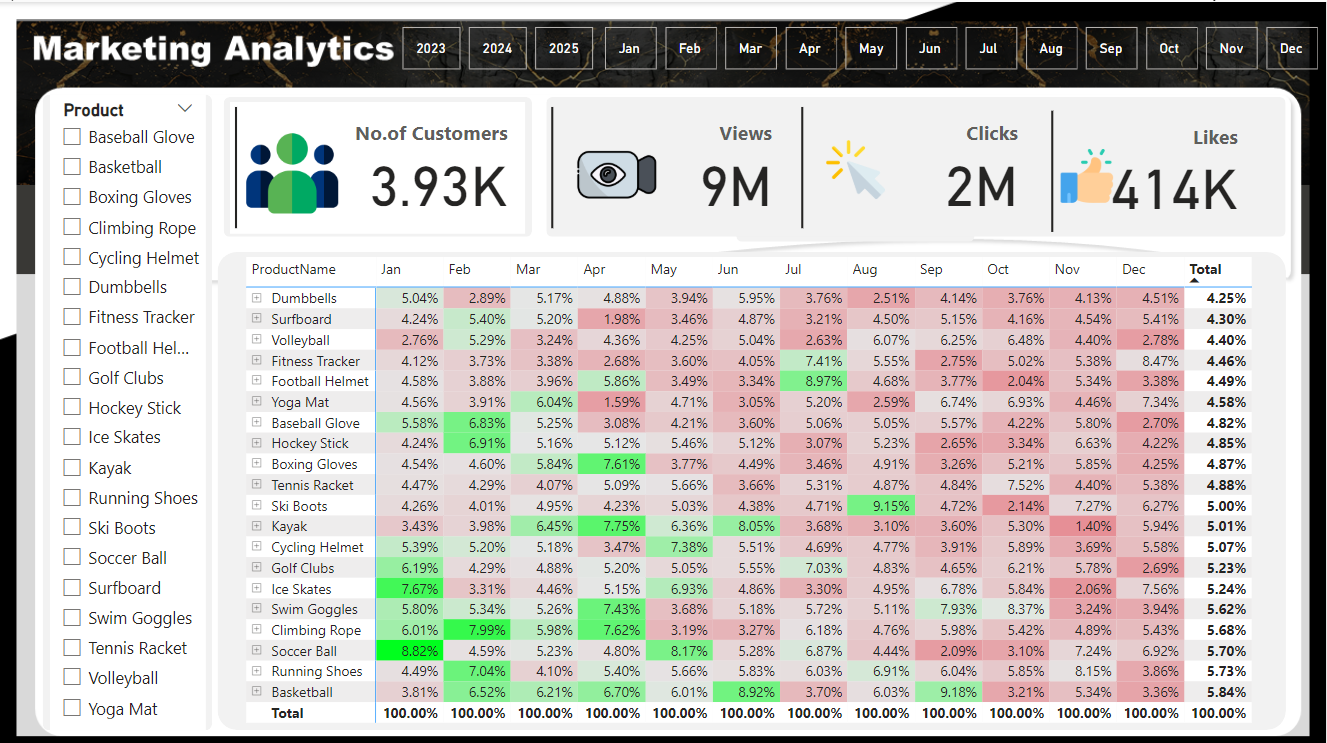 Marketing Analytics 2023 2024 2025 Jan Feb Mar Apr May Jun Jul Aug Sep Oct Nov Dec
Product
Baseball Glove
Basketball
Boxing Gloves
Climbing Rope
Cycling Helmet
Dumbbells
Fitness Tracker
Football Hel...
Golf Clubs
Hockey Stick
Ice Skates
Kayak
Running Shoes
Ski Boots
Soccer Ball
Surfboard
Swim Goggles
Tennis Racket
Volleyball
Yoga Mat
No.of Customers
3.93K
Views
9M
Clicks
2M
Likes
414K
ProductName Jan Feb Mar Apr May Jun Jul Aug Sep Oct Nov Dec Total
Dumbbells 5.04% 2.89% 5.17% 4.88% 3.94% 5.95% 3.76% 2.51% 4.14% 3.76% 4.13% 4.51% 4.25%
Surfboard 4.24% 5.40% 5.20% 1.98% 3.46% 4.87% 3.21% 4.50% 5.15% 4.16% 4.54% 5.41% 4.30%
Volleyball 2.76% 5.29% 3.24% 4.36% 4.25% 5.04% 2.63% 6.07% 6.25% 6.48% 4.40% 2.78% 4.40%
Fitness Tracker 4.12% 3.73% 3.38% 2.68% 3.60% 4.05% 7.41% 5.55% 2.75% 5.02% 5.38% 8.47% 4.46%
Football Helmet 4.58% 3.88% 3.96% 5.86% 3.49% 3.34% 8.97% 4.68% 3.77% 2.04% 5.34% 3.38% 4.49%
Yoga Mat 4.56% 3.91% 6.04% 1.59% 4.71% 3.05% 5.20% 2.59% 6.74% 6.93% 4.46% 7.34% 4.58%
Baseball Glove 5.58% 6.83% 5.25% 3.08% 4.21% 3.60% 5.06% 5.05% 5.57% 4.22% 5.80% 2.70% 4.82%
Hockey Stick 4.24% 6.91% 5.16% 5.12% 5.46% 5.12% 3.07% 5.23% 2.65% 3.34% 6.63% 4.22% 4.85%
Boxing Gloves 4.54% 4.60% 5.84% 7.61% 3.77% 4.49% 3.46% 4.91% 3.26% 5.21% 5.85% 4.25% 4.87%
Tennis Racket 4.47% 4.29% 4.07% 5.09% 5.66% 3.66% 5.31% 4.87% 4.84% 7.52% 4.40% 5.38% 4.88%
Ski Boots 4.26% 4.01% 4.95% 4.23% 5.03% 4.38% 4.71% 9.15% 4.72% 2.14% 7.27% 6.27% 5.00%
Kayak 3.43% 3.98% 6.45% 7.75% 6.36% 8.05% 3.68% 3.10% 3.60% 5.30% 1.40% 5.94% 5.01%
Cycling Helmet 5.39% 5.20% 5.18% 3.47% 7.38% 5.51% 4.69% 4.77% 3.91% 5.89% 3.69% 5.58% 5.07%
Golf Clubs 6.19% 4.29% 4.88% 5.20% 5.05% 5.55% 7.03% 4.83% 4.65% 6.21% 5.78% 2.69% 5.23%
Ice Skates 7.67% 3.31% 4.46% 5.15% 6.93% 4.86% 3.30% 4.95% 6.78% 5.84% 2.06% 7.56% 5.24%
Swim Goggles 5.80% 5.34% 5.26% 7.43% 3.68% 5.18% 5.72% 5.11% 7.93% 8.37% 3.24% 3.94% 5.62%
Climbing Rope 6.01% 7.99% 5.98% 7.62% 3.19% 3.27% 6.18% 4.76% 5.98% 5.42% 4.89% 5.43% 5.68%
Soccer Ball 8.82% 4.59% 5.23% 4.80% 8.17% 5.28% 6.87% 4.44% 2.09% 3.10% 7.24% 6.92% 5.70%
Running Shoes 4.49% 7.04% 4.10% 5.40% 5.66% 5.83% 6.03% 6.91% 6.04% 5.85% 8.15% 3.86% 5.73%
Basketball 3.81% 6.52% 6.21% 6.70% 6.01% 8.92% 3.70% 6.03% 9.18% 3.21% 5.34% 3.36% 5.84%
Total 100.00% 100.00% 100.00% 100.00% 100.00% 100.00% 100.00% 100.00% 100.00% 100.00% 100.00% 100.00% 100.00%